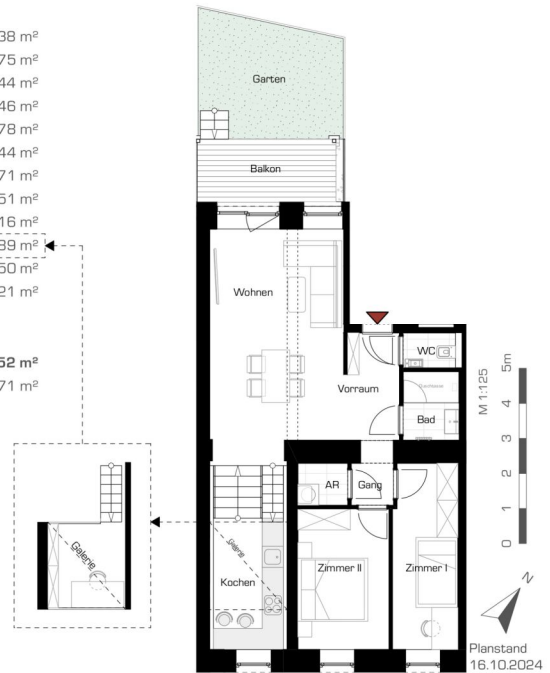 38 m²
75 m²
44 m²
46 m²
78 m²
44 m²
71 m²
51 m²
16 m²
39 m²
50 m²
21 m²
52 m²
71 m²
Garten
Balkon
Wohnen
WC
Vorraum
Duschtasse
Bad
AR
Gang
Galerie
Kochen
Zimmer II
Zimmer I
Galerie
M 1:125
0 1 2 3 4 5m
N
Planstand
16.10.2024